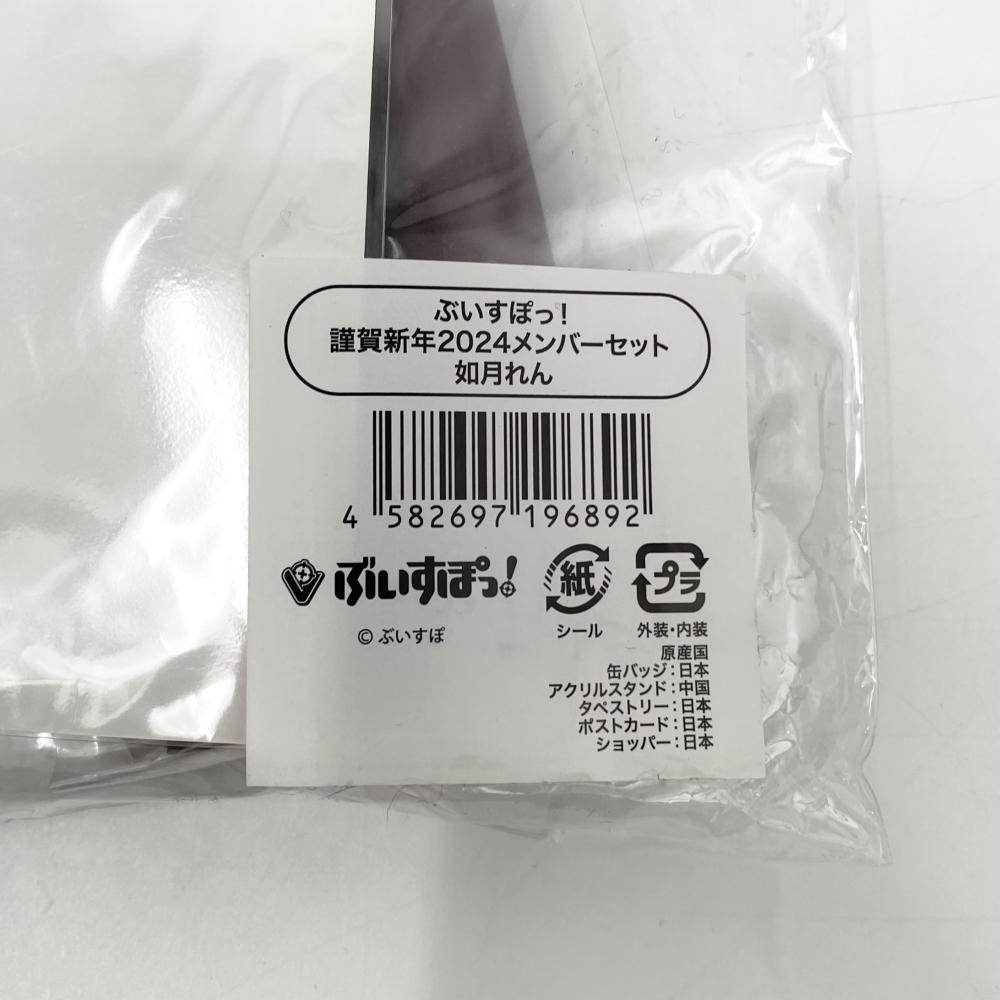 ぶいすぽっ!
謹賀新年2024メンバーセット
如月れん
4 582697 196892
ぶいすぽっ!
紙
プラ
© ぶいすぽ
シール
外装・内装
原産国
缶バッジ：日本
アクリルスタンド：中国
タペストリー：日本
ポストカード：日本
ショッパー：日本